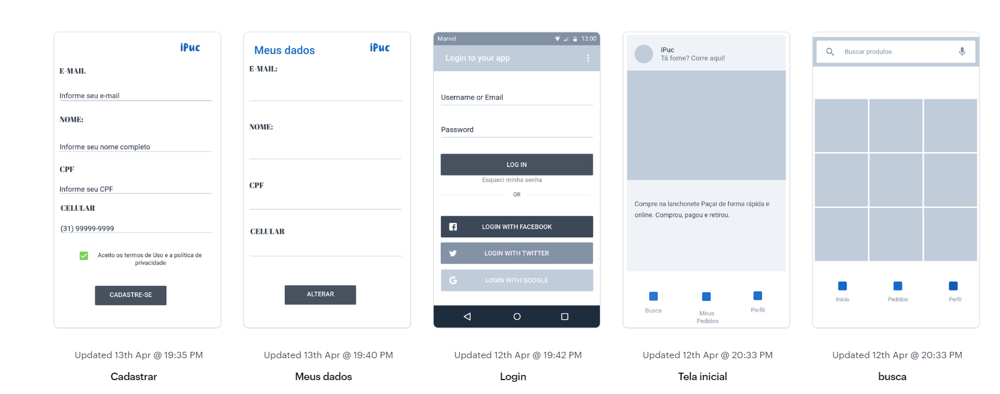 iPuc
E-MAIL
Informe seu e-mail
NOME:
Informe seu nome completo
CPF
Informe seu CPF
CELULAR
(31) 99999-9999
Aceito os termos de Uso e a política de
privacidade
CADASTRE-SE
Updated 13th Apr @ 19:35 PM
Cadastrar
Meus dados
iPuc
E-MAIL:
NOME:
CPF
CELULAR
ALTERAR
Updated 13th Apr @ 19:40 PM
Meus dados
Marvel
13:00
Login to your app
Username or Email
Password
LOG IN
Esqueci minha senha
OR
LOGIN WITH FACEBOOK
LOGIN WITH TWITTER
LOGIN WITH GOOGLE
Updated 12th Apr @ 19:42 PM
Login
iPuc
Tá fome? Corre aqui!
Compre na lanchonete Paçai de forma rápida e
online. Comprou, pagou e retirou.
Busca
Meus
Pedidos
Perfil
Updated 12th Apr @ 20:33 PM
Tela inicial
Buscar produtos
Início
Pedidos
Perfil
Updated 12th Apr @ 20:33 PM
busca